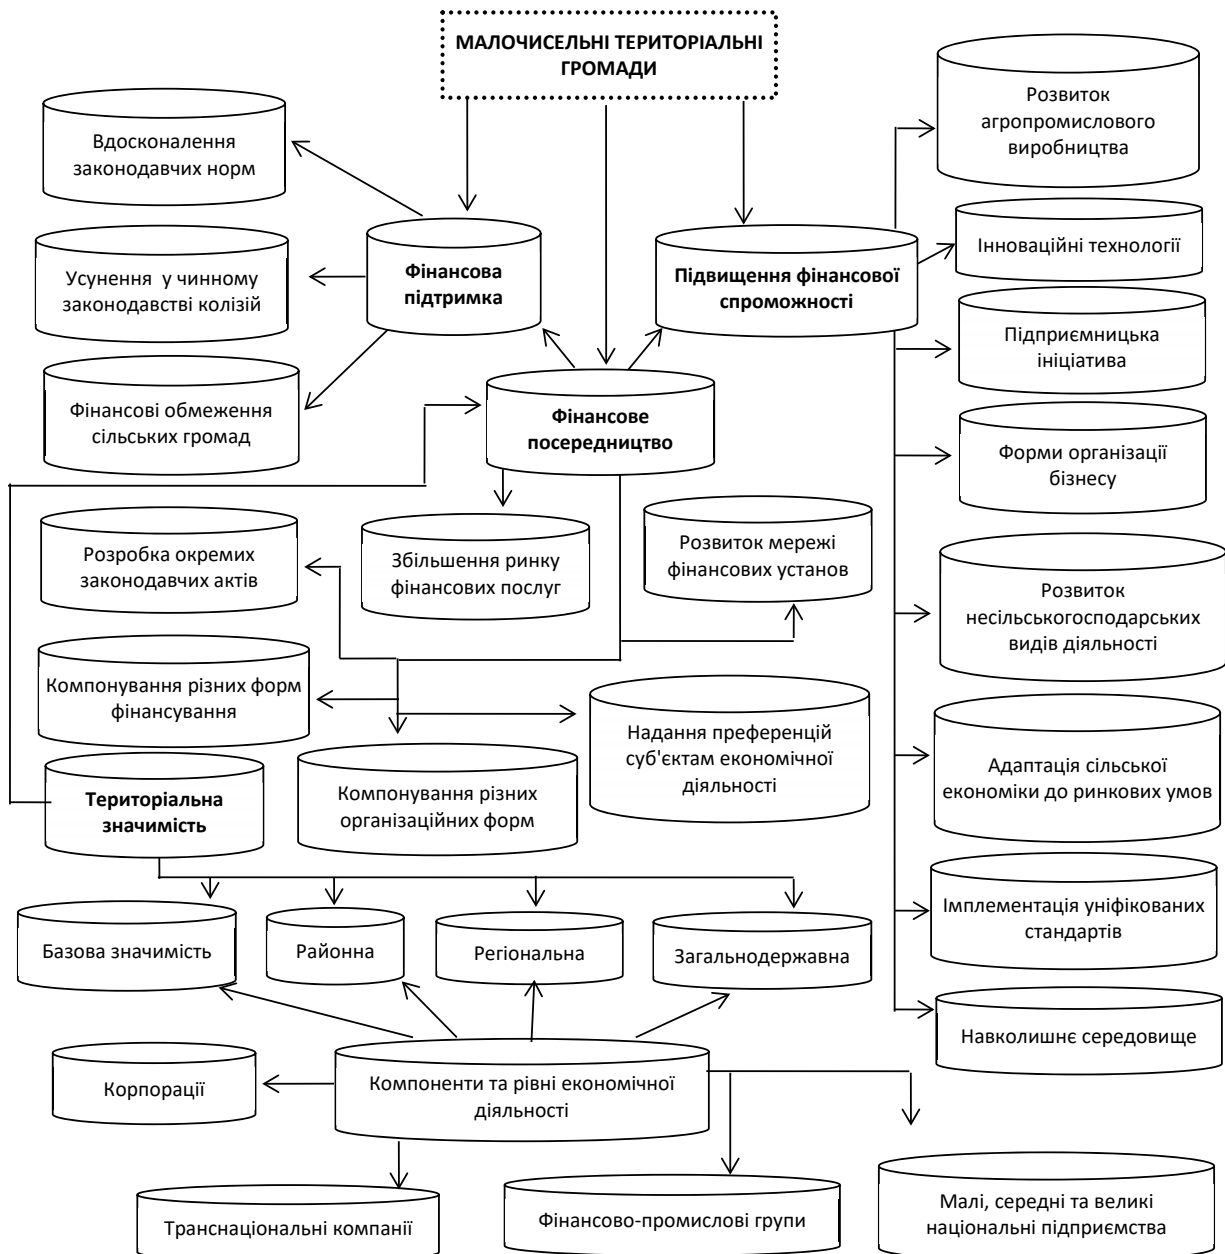 МАЛОЧИСЕЛЬНІ ТЕРИТОРІАЛЬНІ
ГРОМАДИ
Вдосконалення
законодавчих норм
Розвиток
агропромислового
виробництва
Фінансова
підтримка
Підвищення фінансової
спроможності
Інноваційні технології
Усунення у чинному
законодавстві колізій
Підприємницька
ініціатива
Фінансові обмеження
сільських громад
Фінансове
посередництво
Форми організації
бізнесу
Розробка окремих
законодавчих актів
Збільшення ринку
фінансових послуг
Розвиток мережі
фінансових установ
Розвиток
несільськогосподарських
видів діяльності
Компонування різних форм
фінансування
Надання преференцій
суб'єктам економічної
діяльності
Територіальна
значимість
Компонування різних
організаційних форм
Адаптація сільської
економіки до ринкових умов
Імплементація уніфікованих
стандартів
Базова значимість
Районна
Регіональна
Загальнодержавна
Навколишнє середовище
Корпорації
Компоненти та рівні економічної
діяльності
Транснаціональні компанії
Фінансово-промислові групи
Малі, середні та великі
національні підприємства